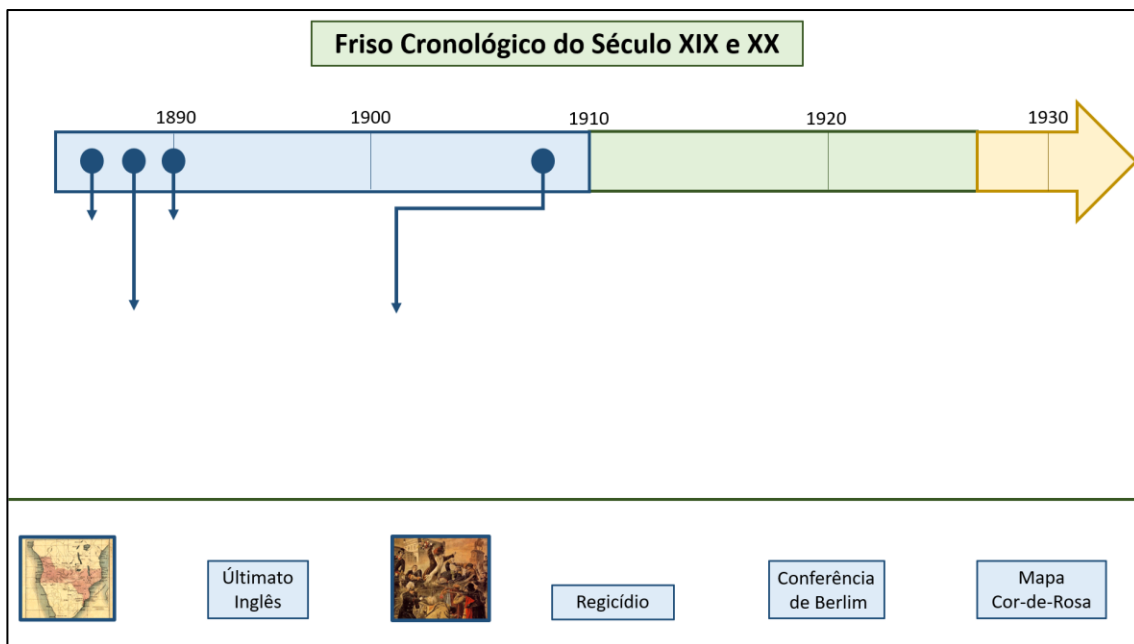 Friso Cronológico do Século XIX e XX
1890
1900
1910
1920
1930
Últimato
Inglês
Regicídio
Conferência
de Berlim
Mapa
Cor-de-Rosa